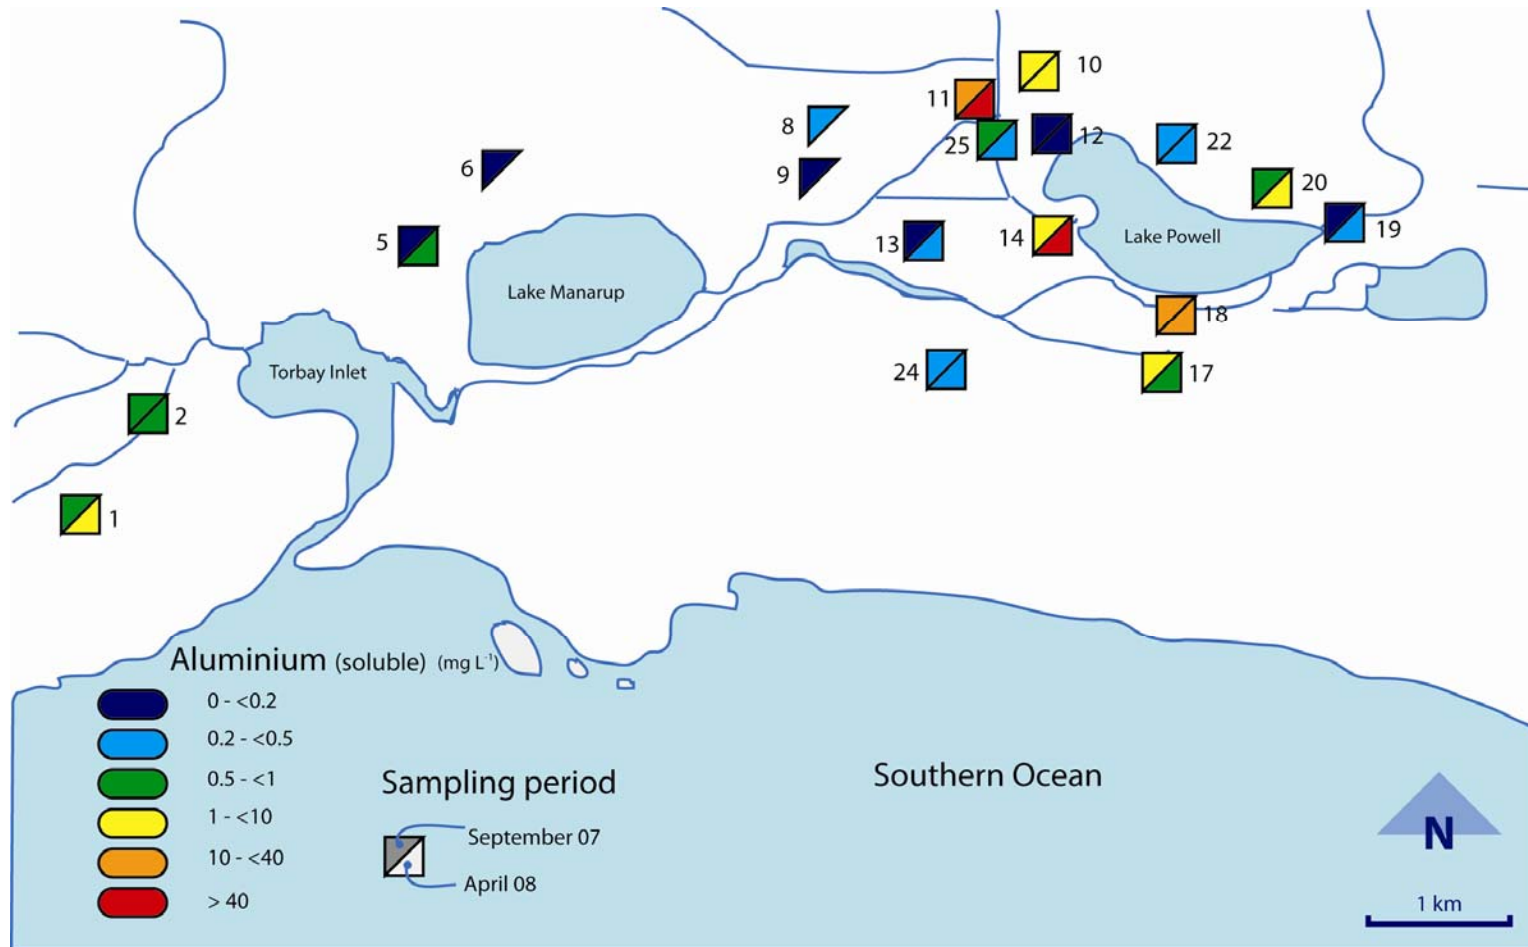 10
11
8
25
12
22
6
9
20
5
13
14
Lake Powell
19
Lake Manarup
18
Torbay Inlet
24
17
2
1
Aluminium (soluble) (mg L⁻¹)
0 - <0.2
0.2 - <0.5
0.5 - <1
1 - <10
10 - <40
> 40
Sampling period
September 07
April 08
Southern Ocean
N
1 km